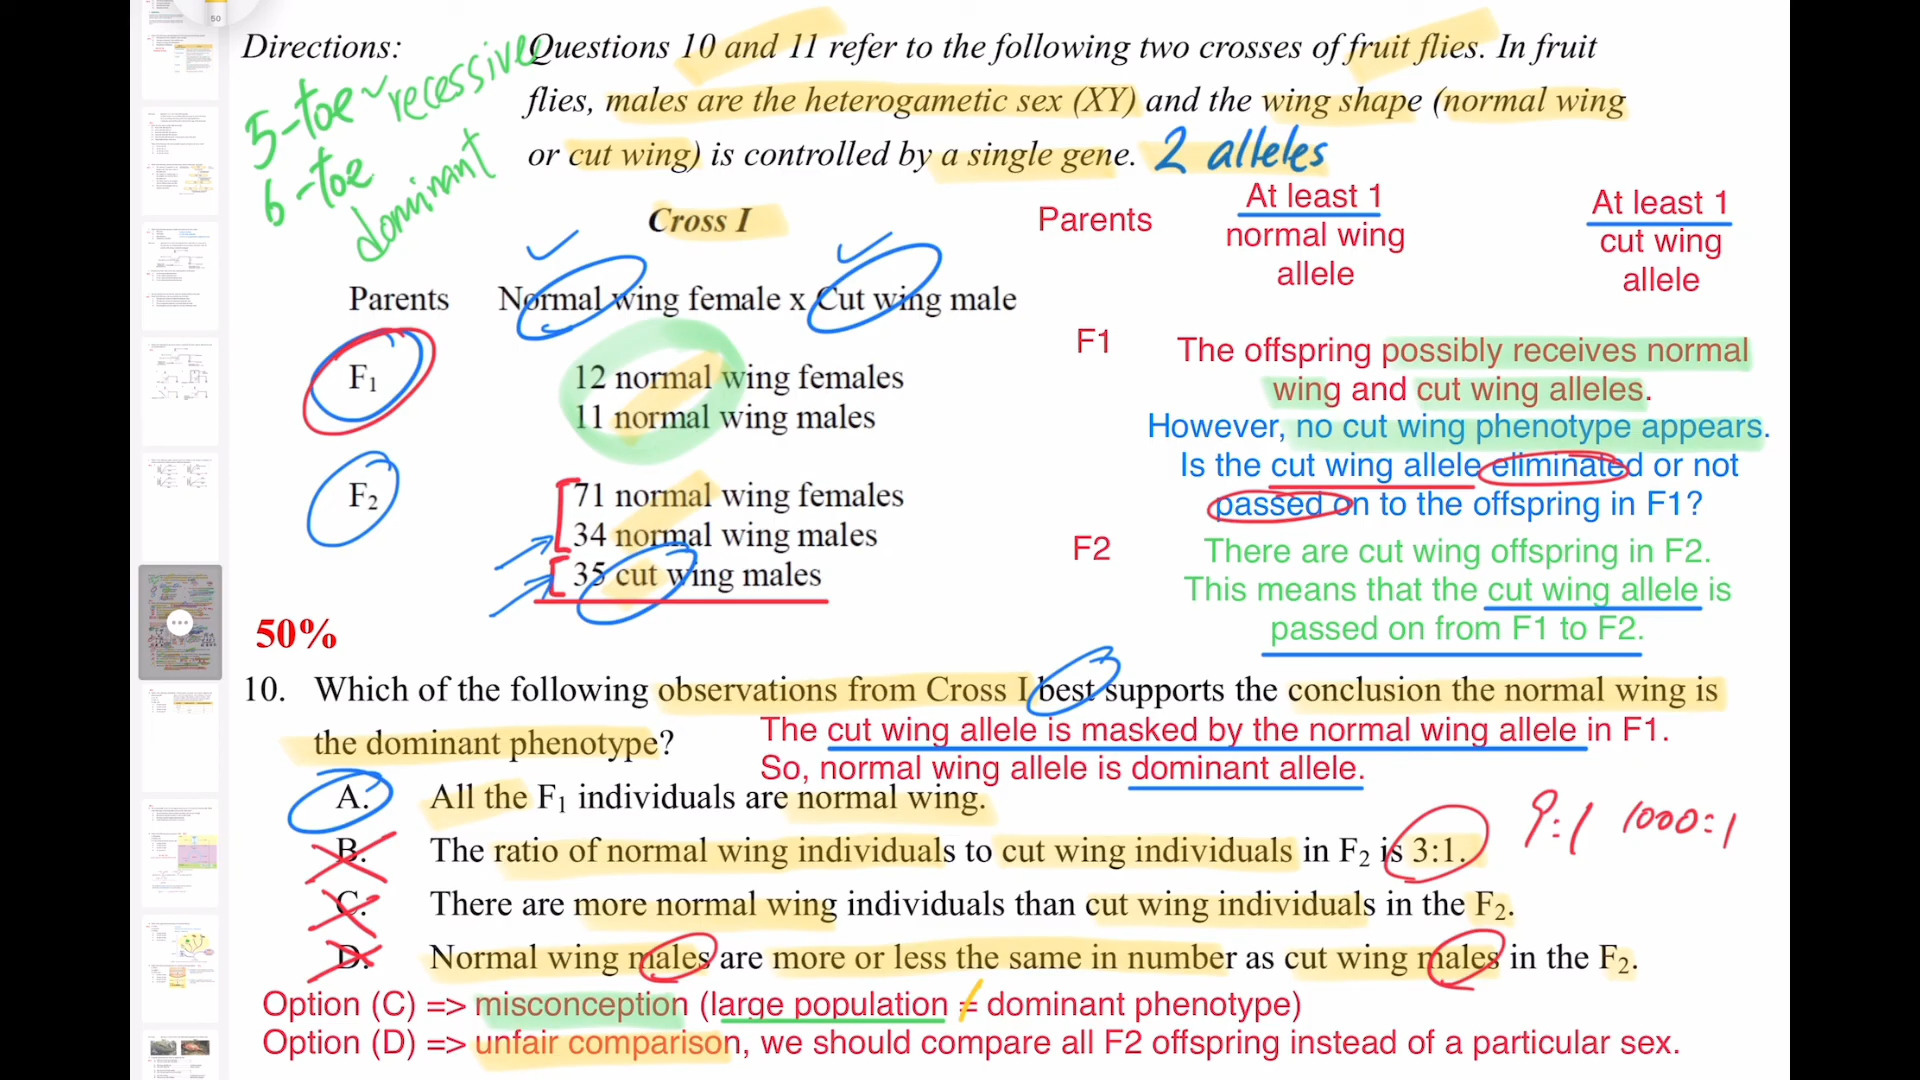 50
Directions: Questions 10 and 11 refer to the following two crosses of fruit flies. In fruit
flies, males are the heterogametic sex (XY) and the wing shape (normal wing
or cut wing) is controlled by a single gene. 2 alleles
5-toe recessive
6-toe dominant
Cross I
Parents Normal wing female x Cut wing male
F1 12 normal wing females
11 normal wing males
F2 71 normal wing females
34 normal wing males
35 cut wing males
Parents
At least 1
normal wing
allele
At least 1
cut wing
allele
F1
The offspring possibly receives normal
wing and cut wing alleles.
However, no cut wing phenotype appears.
Is the cut wing allele eliminated or not
passed on to the offspring in F1?
F2
There are cut wing offspring in F2.
This means that the cut wing allele is
passed on from F1 to F2.
50%
10. Which of the following observations from Cross I best supports the conclusion the normal wing is
the dominant phenotype?
The cut wing allele is masked by the normal wing allele in F1.
So, normal wing allele is dominant allele.
A. All the F1 individuals are normal wing.
B. The ratio of normal wing individuals to cut wing individuals in F2 is 3:1.
9:1 1000:1
C. There are more normal wing individuals than cut wing individuals in the F2.
D. Normal wing males are more or less the same in number as cut wing males in the F2.
Option (C) => misconception (large population ≠ dominant phenotype)
Option (D) => unfair comparison, we should compare all F2 offspring instead of a particular sex.